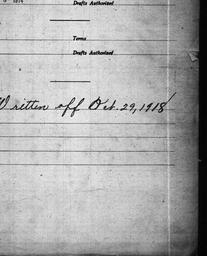 Drafts Authorized
Terms
Drafts Authorized
Written off Oct. 29, 1918